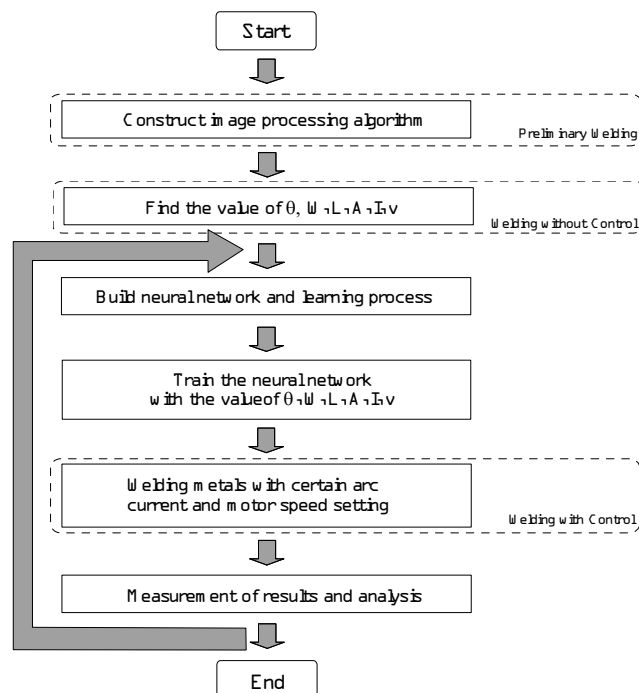 Start
Construct image processing algorithm
Preliminary Welding
Find the value of θ, W,L,A,I,v
Welding without Control
Build neural network and learning process
Train the neural network
with the value of θ,W,L,A,I,v
Welding metals with certain arc
current and motor speed setting
Welding with Control
Measurement of results and analysis
End